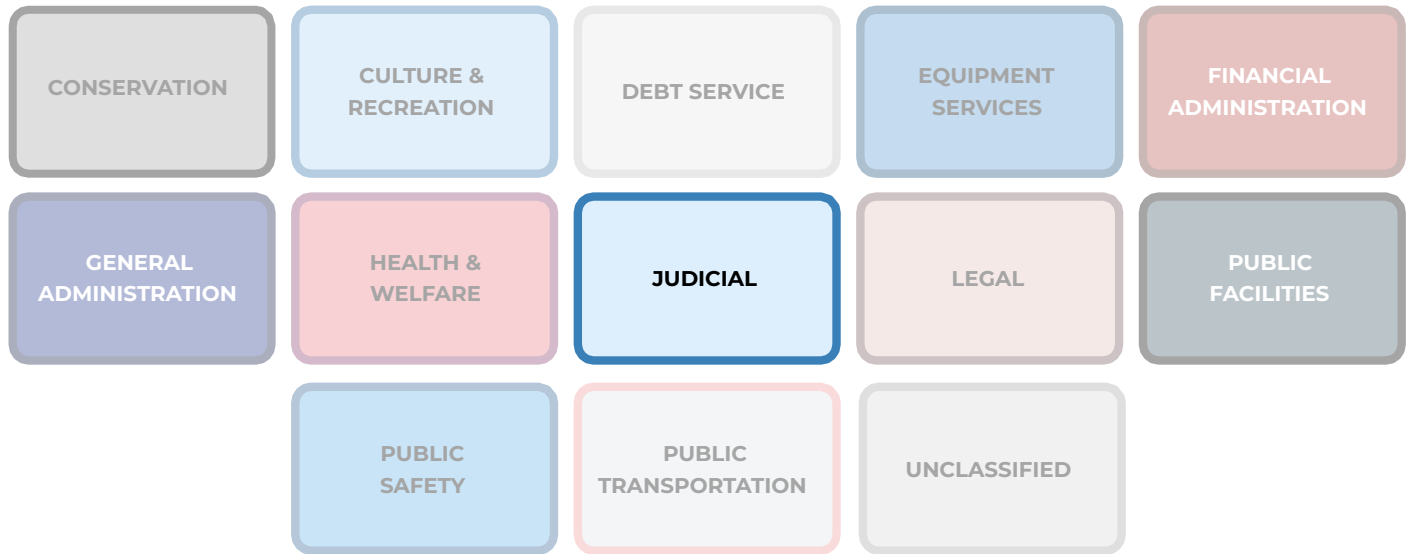 CONSERVATION
CULTURE &
RECREATION
DEBT SERVICE
EQUIPMENT
SERVICES
FINANCIAL
ADMINISTRATION
GENERAL
ADMINISTRATION
HEALTH &
WELFARE
JUDICIAL
LEGAL
PUBLIC
FACILITIES
PUBLIC
SAFETY
PUBLIC
TRANSPORTATION
UNCLASSIFIED